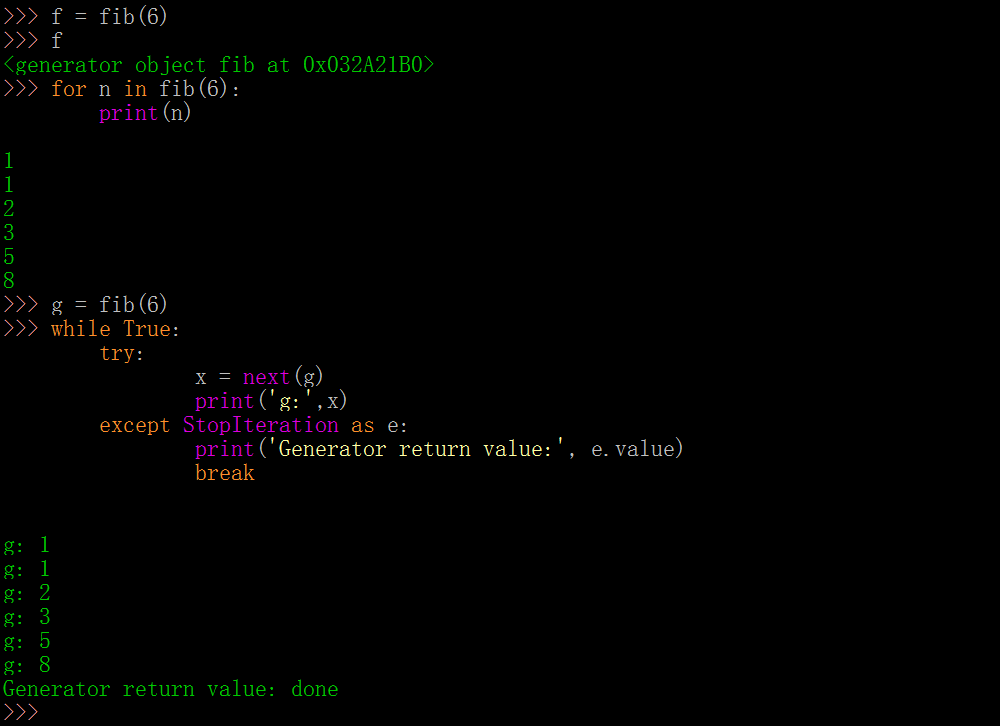 >>> f = fib(6)
>>> f
<generator object fib at 0x032A21B0>
>>> for n in fib(6):
        print(n)

1
1
2
3
5
8
>>> g = fib(6)
>>> while True:
        try:
                x = next(g)
                print('g:',x)
        except StopIteration as e:
                print('Generator return value:', e.value)
                break


g: 1
g: 1
g: 2
g: 3
g: 5
g: 8
Generator return value: done
>>>